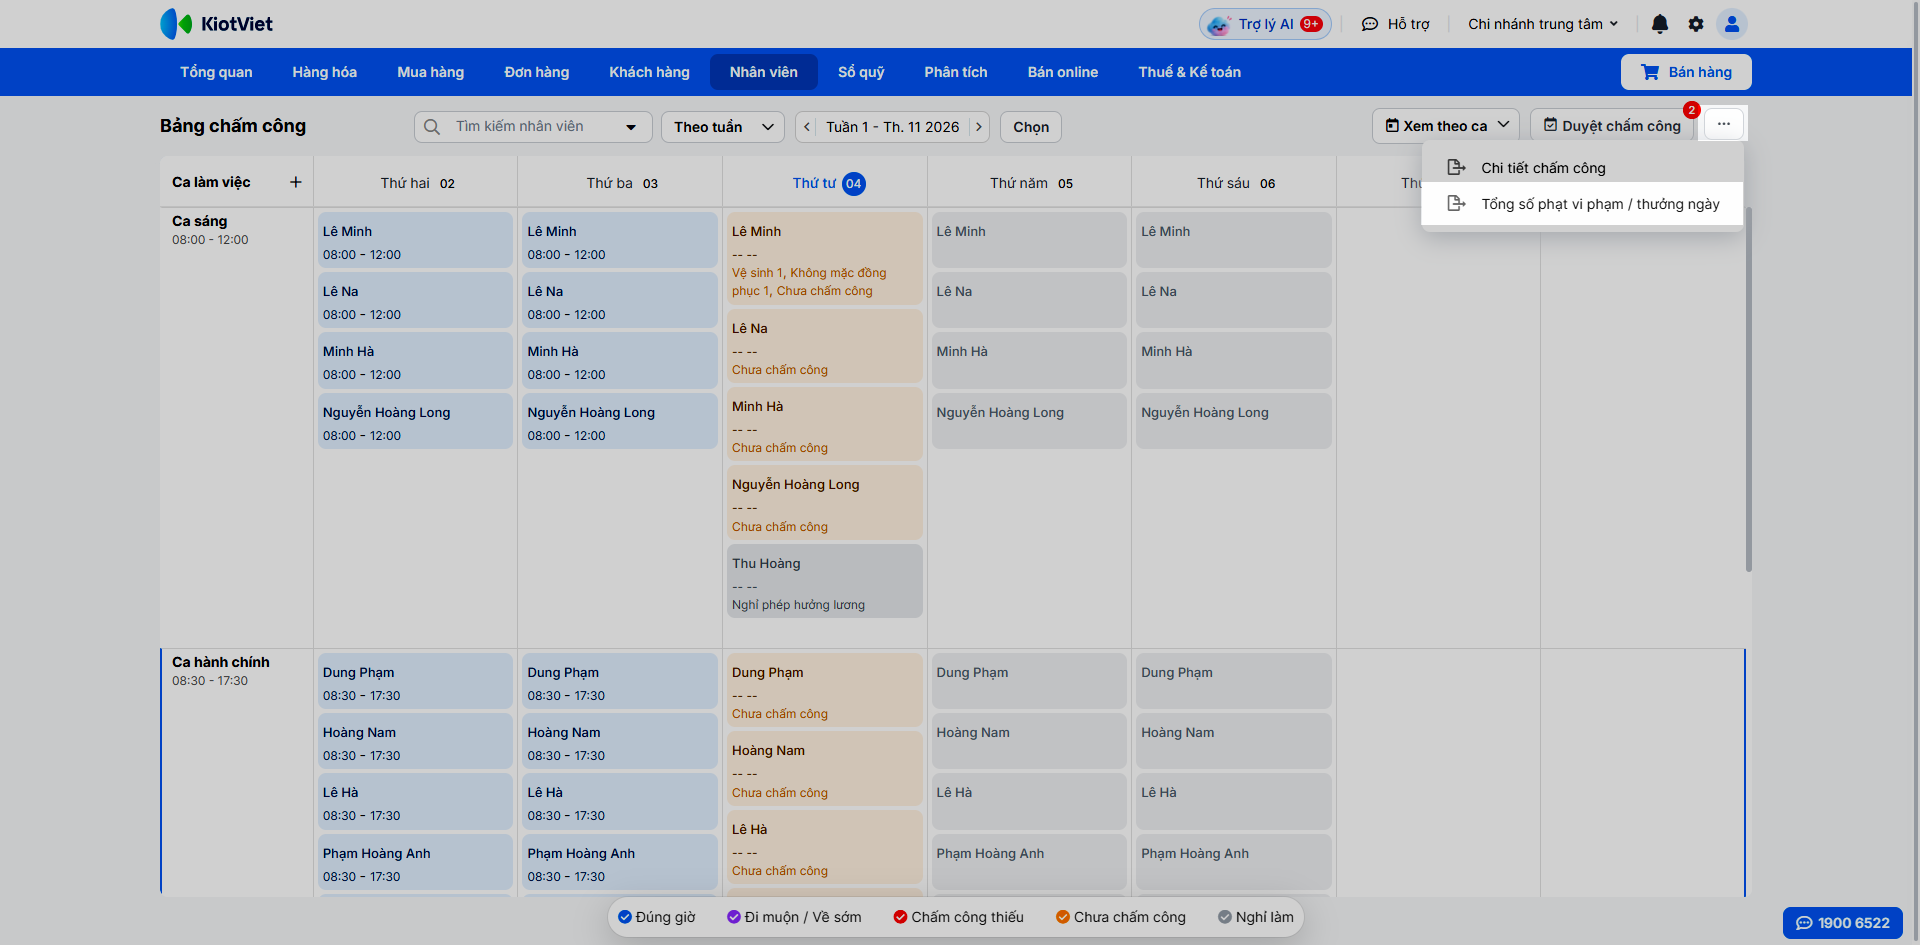 KiotViet
Trợ lý AI 9+
Hỗ trợ
Chi nhánh trung tâm
Tổng quan
Hàng hóa
Mua hàng
Đơn hàng
Khách hàng
Nhân viên
Sổ quỹ
Phân tích
Bán online
Thuế & Kế toán
Bán hàng
Bảng chấm công
Tìm kiếm nhân viên
Theo tuần
Tuần 1 - Th. 11 2026
Chọn
Xem theo ca
Duyệt chấm công
2
...
Chi tiết chấm công
Tổng số phạt vi phạm / thưởng ngày
Ca làm việc +
Thứ hai 02
Thứ ba 03
Thứ tư 04
Thứ năm 05
Thứ sáu 06
Ca sáng
08:00 - 12:00
Lê Minh
08:00 - 12:00
Lê Na
08:00 - 12:00
Minh Hà
08:00 - 12:00
Nguyễn Hoàng Long
08:00 - 12:00
Lê Minh
08:00 - 12:00
Lê Na
08:00 - 12:00
Minh Hà
08:00 - 12:00
Nguyễn Hoàng Long
08:00 - 12:00
Lê Minh
-- --
Vệ sinh 1, Không mặc đồng
phục 1, Chưa chấm công
Lê Na
-- --
Chưa chấm công
Minh Hà
-- --
Chưa chấm công
Nguyễn Hoàng Long
-- --
Chưa chấm công
Thu Hoàng
-- --
Nghỉ phép hưởng lương
Lê Minh
Lê Na
Minh Hà
Nguyễn Hoàng Long
Lê Minh
Lê Na
Minh Hà
Nguyễn Hoàng Long
Ca hành chính
08:30 - 17:30
Dung Phạm
08:30 - 17:30
Hoàng Nam
08:30 - 17:30
Lê Hà
08:30 - 17:30
Phạm Hoàng Anh
08:30 - 17:30
Dung Phạm
08:30 - 17:30
Hoàng Nam
08:30 - 17:30
Lê Hà
08:30 - 17:30
Phạm Hoàng Anh
08:30 - 17:30
Dung Phạm
-- --
Chưa chấm công
Hoàng Nam
-- --
Chưa chấm công
Lê Hà
-- --
Chưa chấm công
Dung Phạm
Hoàng Nam
Lê Hà
Phạm Hoàng Anh
Dung Phạm
Hoàng Nam
Lê Hà
Phạm Hoàng Anh
Đúng giờ
Đi muộn / Về sớm
Chấm công thiếu
Chưa chấm công
Nghỉ làm
1900 6522